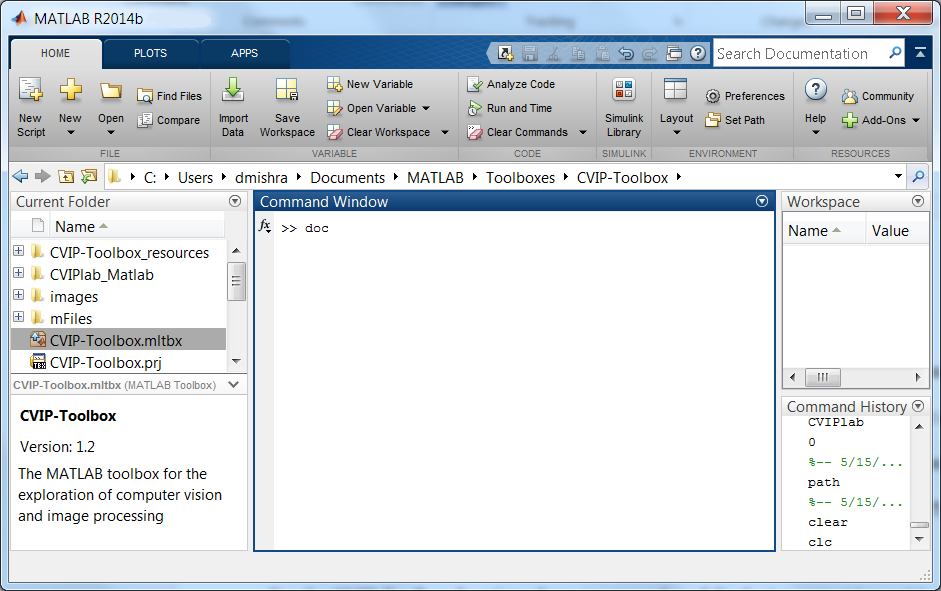 MATLAB R2014b
HOME PLOTS APPS
Search Documentation
New Script
New
Open
Find Files
Compare
Import Data
Save Workspace
New Variable
Open Variable
Clear Workspace
Analyze Code
Run and Time
Clear Commands
Simulink Library
Layout
Preferences
Set Path
Help
Community
Add-Ons
FILE VARIABLE CODE SIMULINK ENVIRONMENT RESOURCES
C: Users dmishra Documents MATLAB Toolboxes CVIP-Toolbox
Current Folder
Name
CVIP-Toolbox_resources
CVIPlab_Matlab
images
mFiles
CVIP-Toolbox.mltbx
CVIP-Toolbox.prj
CVIP-Toolbox.mltbx (MATLAB Toolbox)
CVIP-Toolbox
Version: 1.2
The MATLAB toolbox for the
exploration of computer vision
and image processing
Command Window
fx >> doc
Workspace
Name Value
Command History
CVIPlab
0
%-- 5/15/...
path
%-- 5/15/...
clear
clc